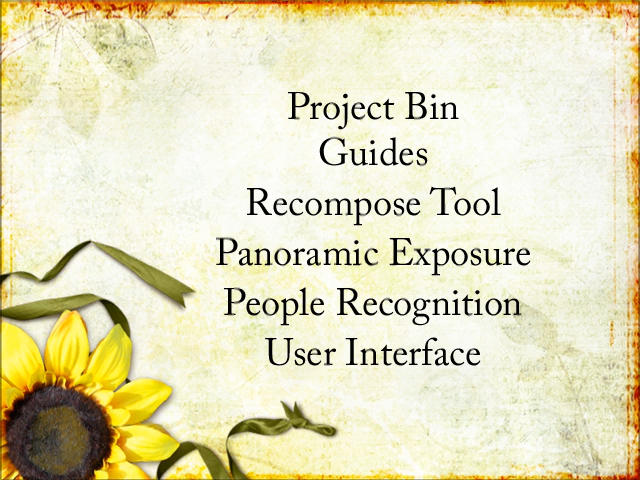 Project Bin
Guides
Recompose Tool
Panoramic Exposure
People Recognition
User Interface